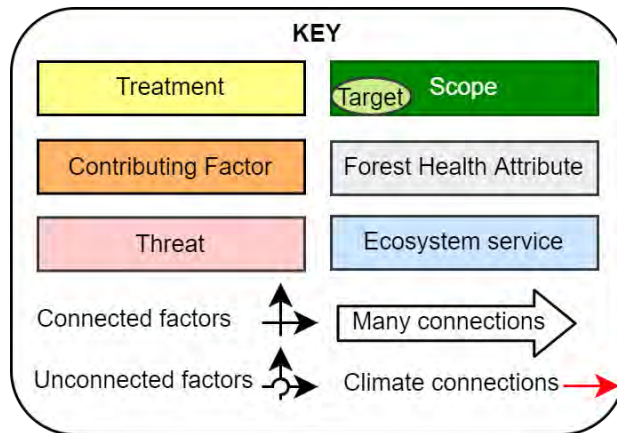 KEY
Treatment
Target
Scope
Contributing Factor
Forest Health Attribute
Threat
Ecosystem service
Connected factors
Many connections
Unconnected factors
Climate connections